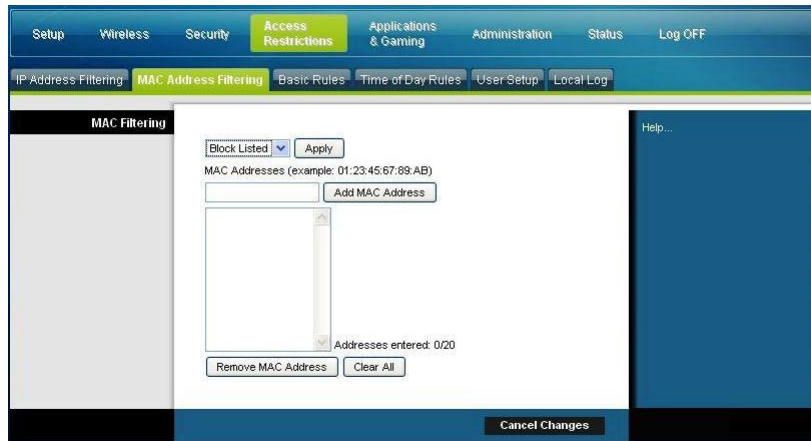 Setup Wireless Security Access Restrictions Applications & Gaming Administration Status Log OFF
IP Address Filtering MAC Address Filtering Basic Rules Time of Day Rules User Setup Local Log
MAC Filtering
Help...
Block Listed Apply
MAC Addresses (example: 01:23:45:67:89:AB)
Add MAC Address
Addresses entered: 0/20
Remove MAC Address Clear All
Cancel Changes